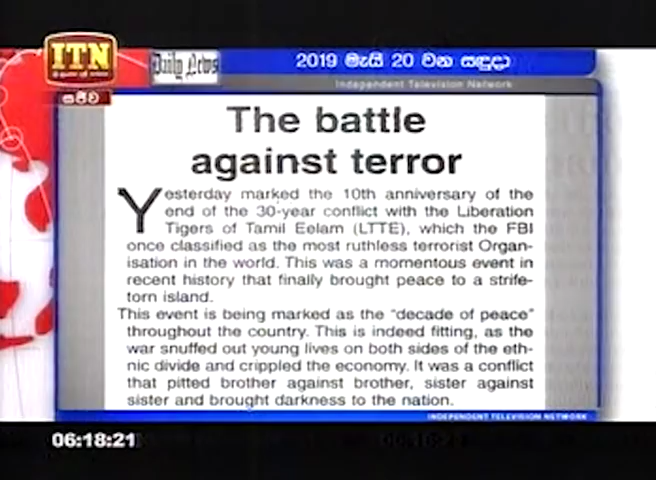 ITN
Daily News
2019 මැයි 20 වන සඳුදා
සජීව
Independent Television Network
The battle
against terror
Yesterday marked the 10th anniversary of the
end of the 30-year conflict with the Liberation
Tigers of Tamil Eelam (LTTE), which the FBI
once classified as the most ruthless terrorist Organ-
isation in the world. This was a momentous event in
recent history that finally brought peace to a strife-
torn island.
This event is being marked as the "decade of peace"
throughout the country. This is indeed fitting, as the
war snuffed out young lives on both sides of the eth-
nic divide and crippled the economy. It was a conflict
that pitted brother against brother, sister against
sister and brought darkness to the nation.
INDEPENDENT TELEVISION NETWORK
06:18:21